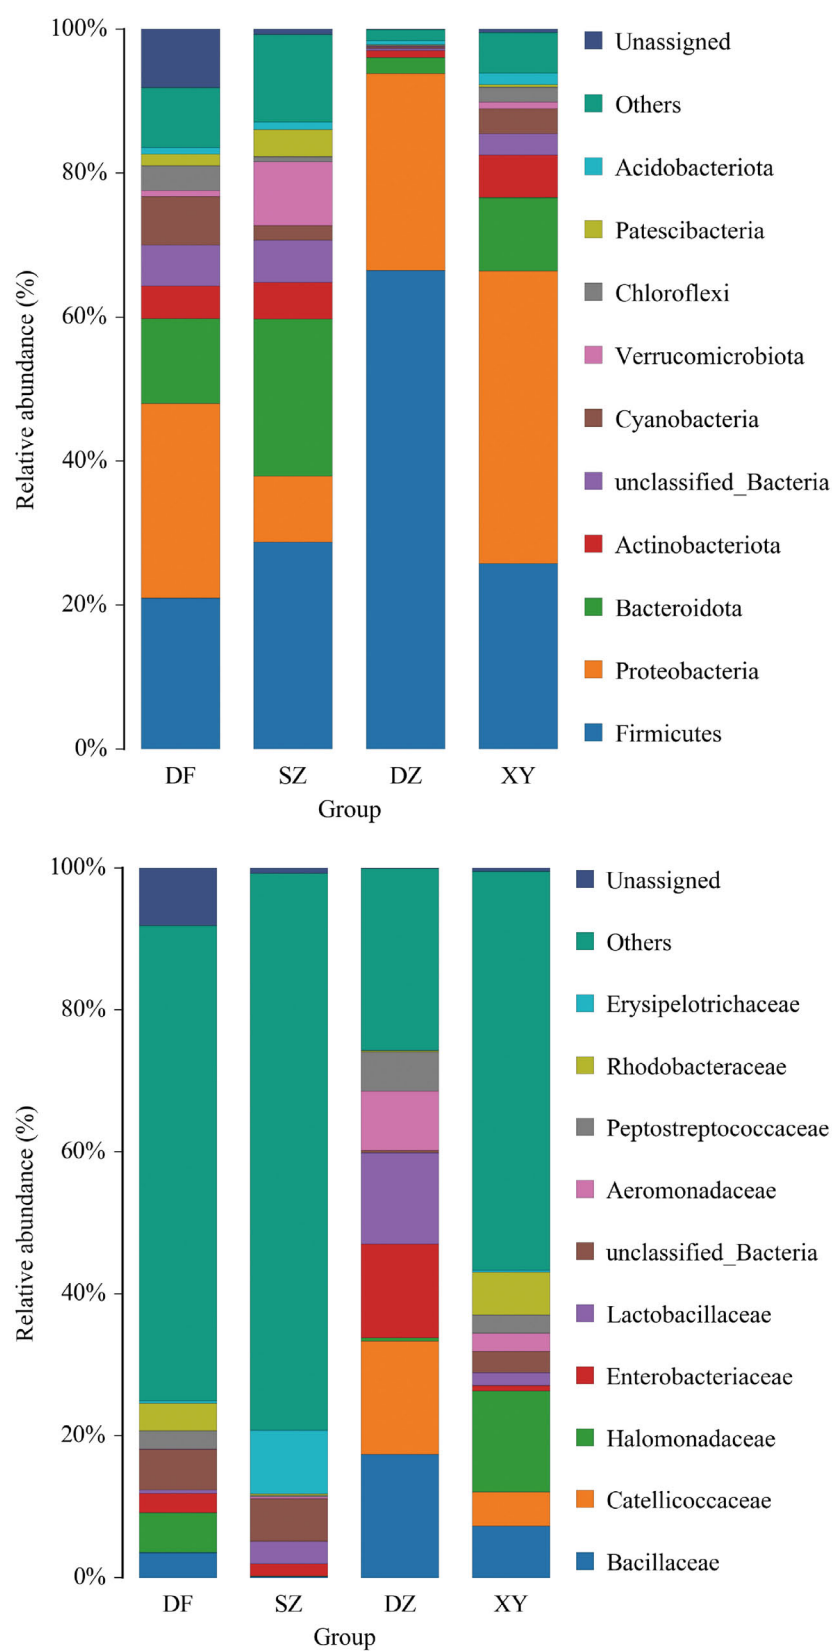 100%
80%
60%
40%
20%
0%
Relative abundance (%)
DF
SZ
DZ
XY
Group
Unassigned
Others
Acidobacteriota
Patescibacteria
Chloroflexi
Verrucomicrobiota
Cyanobacteria
unclassified_Bacteria
Actinobacteriota
Bacteroidota
Proteobacteria
Firmicutes
100%
80%
60%
40%
20%
0%
Relative abundance (%)
DF
SZ
DZ
XY
Group
Unassigned
Others
Erysipelotrichaceae
Rhodobacteraceae
Peptostreptococcaceae
Aeromonadaceae
unclassified_Bacteria
Lactobacillaceae
Enterobacteriaceae
Halomonadaceae
Catellicoccaceae
Bacillaceae